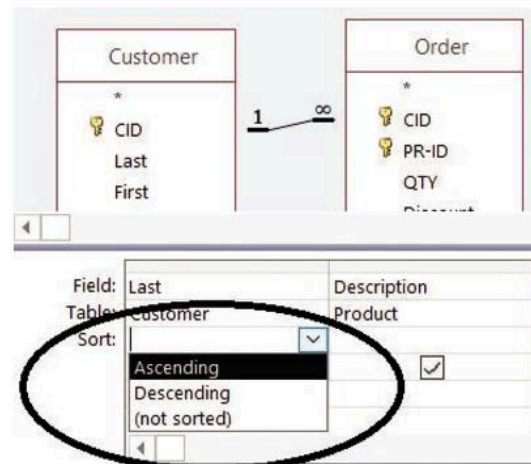 Customer
*
CID
Last
First
1 ∞
Order
*
CID
PR-ID
QTY
Discount
Field: Last Description
Table: Customer Product
Sort:
Ascending
Descending
(not sorted)